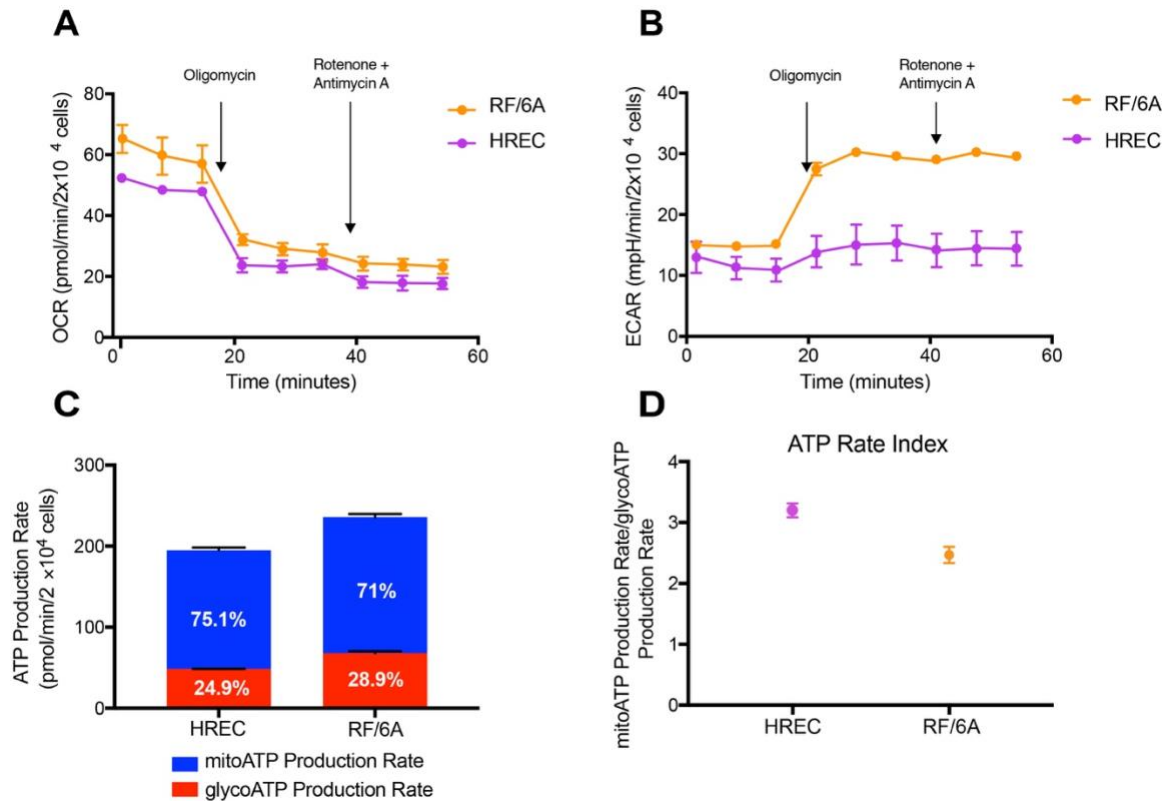 A
Oligomycin
Rotenone +
Antimycin A
RF/6A
HREC
OCR (pmol/min/2x10 4 cells)
80
60
40
20
0
0 20 40 60
Time (minutes)
B
Oligomycin
Rotenone +
Antimycin A
RF/6A
HREC
ECAR (mpH/min/2x10 4 cells)
40
30
20
10
0
0 20 40 60
Time (minutes)
C
ATP Production Rate
(pmol/min/2 ×10⁴ cells)
300
200
100
0
75.1%
24.9%
71%
28.9%
HREC RF/6A
mitoATP Production Rate
glycoATP Production Rate
D
ATP Rate Index
mitoATP Production Rate/glycoATP
Production Rate
4
3
2
1
0
HREC RF/6A